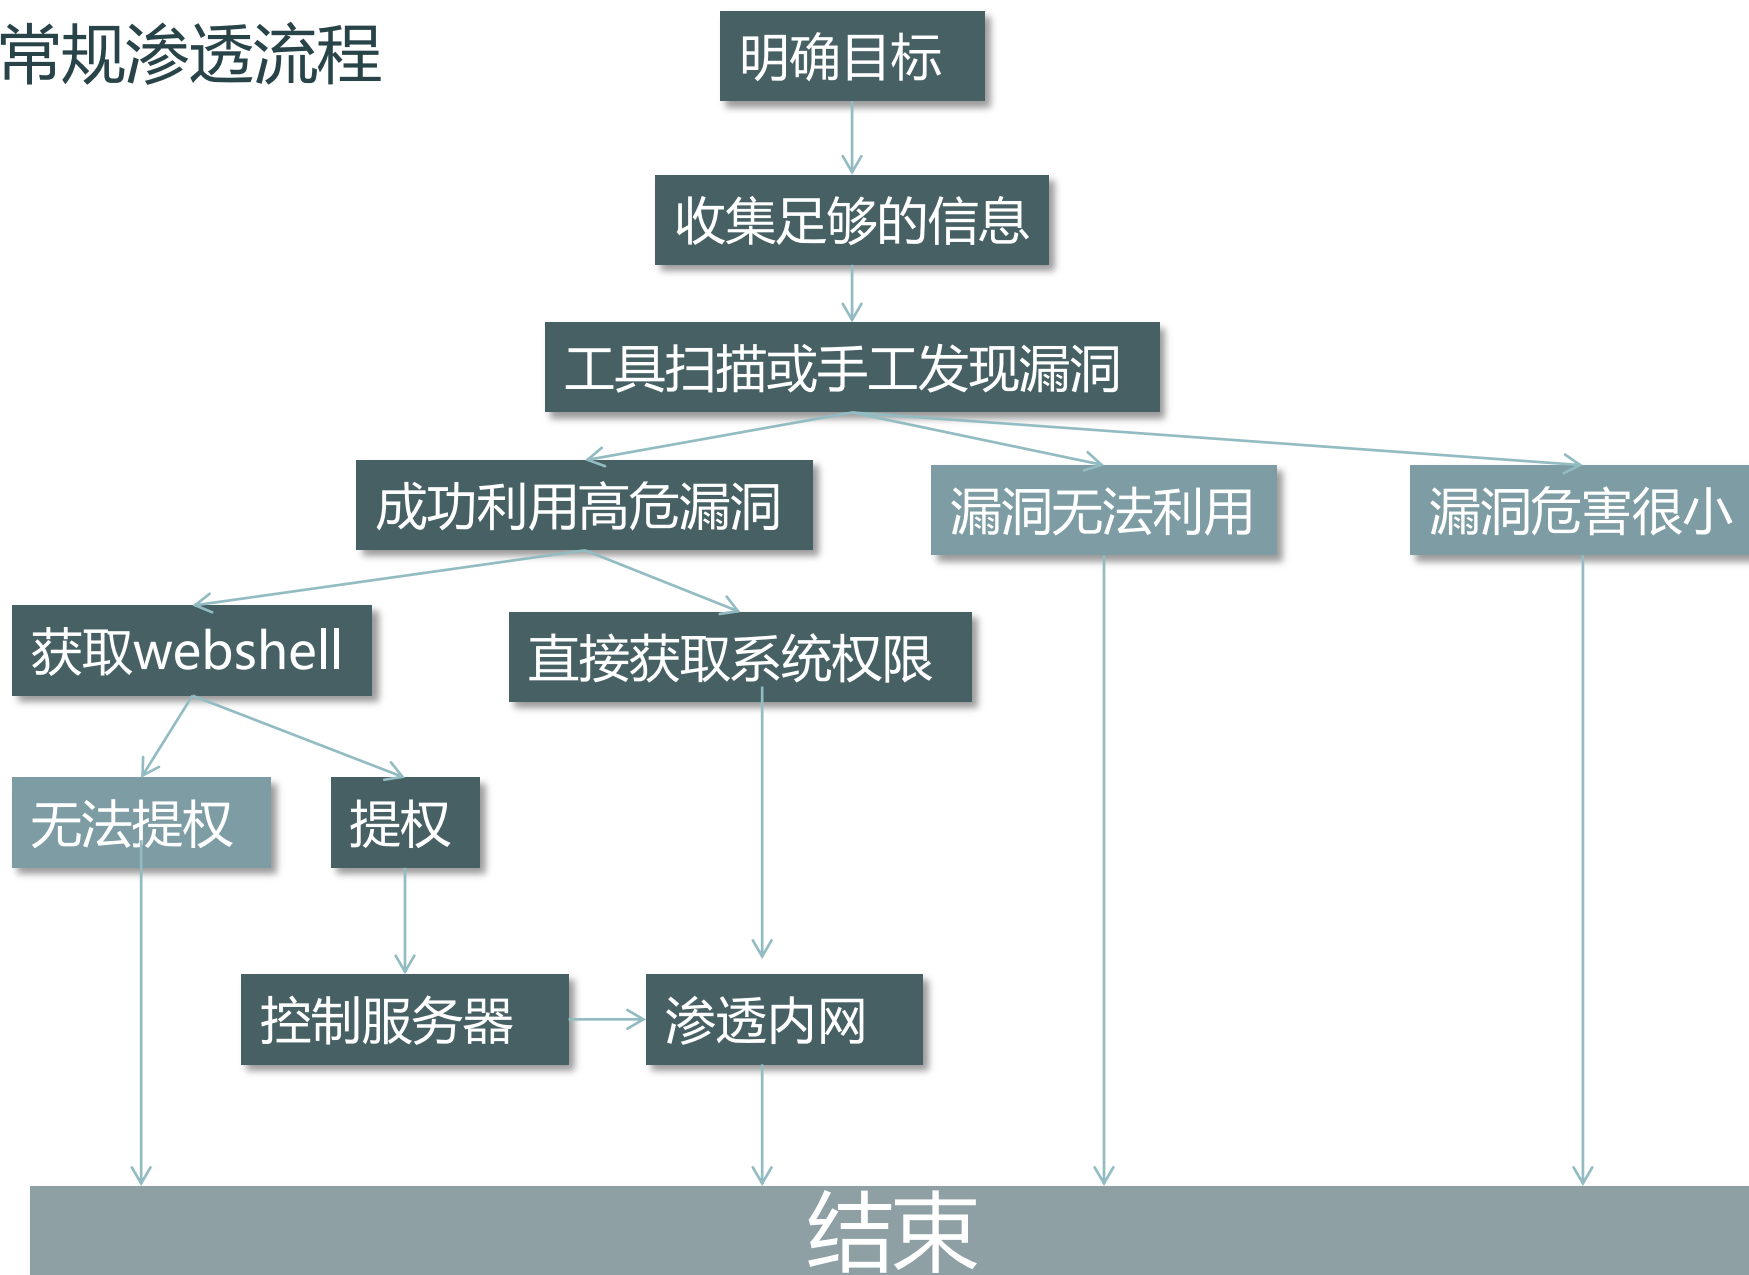 常规渗透流程
明确目标
收集足够的信息
工具扫描或手工发现漏洞
成功利用高危漏洞
漏洞无法利用
漏洞危害很小
获取webshell
直接获取系统权限
无法提权
提权
控制服务器
渗透内网
结束